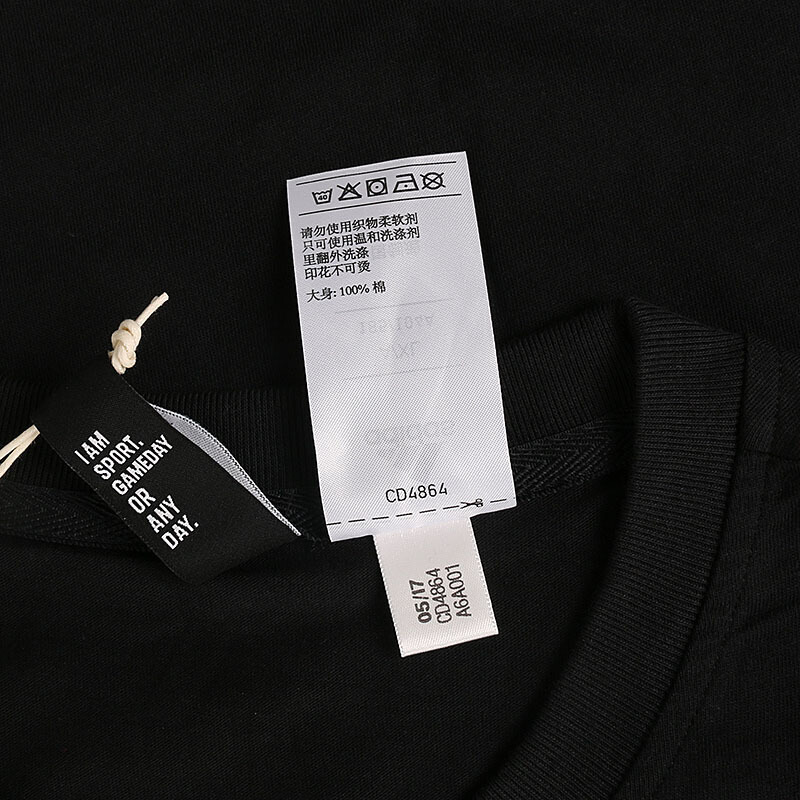 40
请勿使用织物柔软剂
只可使用温和洗涤剂
里翻外洗涤
印花不可烫
大身: 100% 棉
CD4864
05/17
CD4864
A6A001
I AM
SPORT.
GAMEDAY
OR
ANY
DAY.